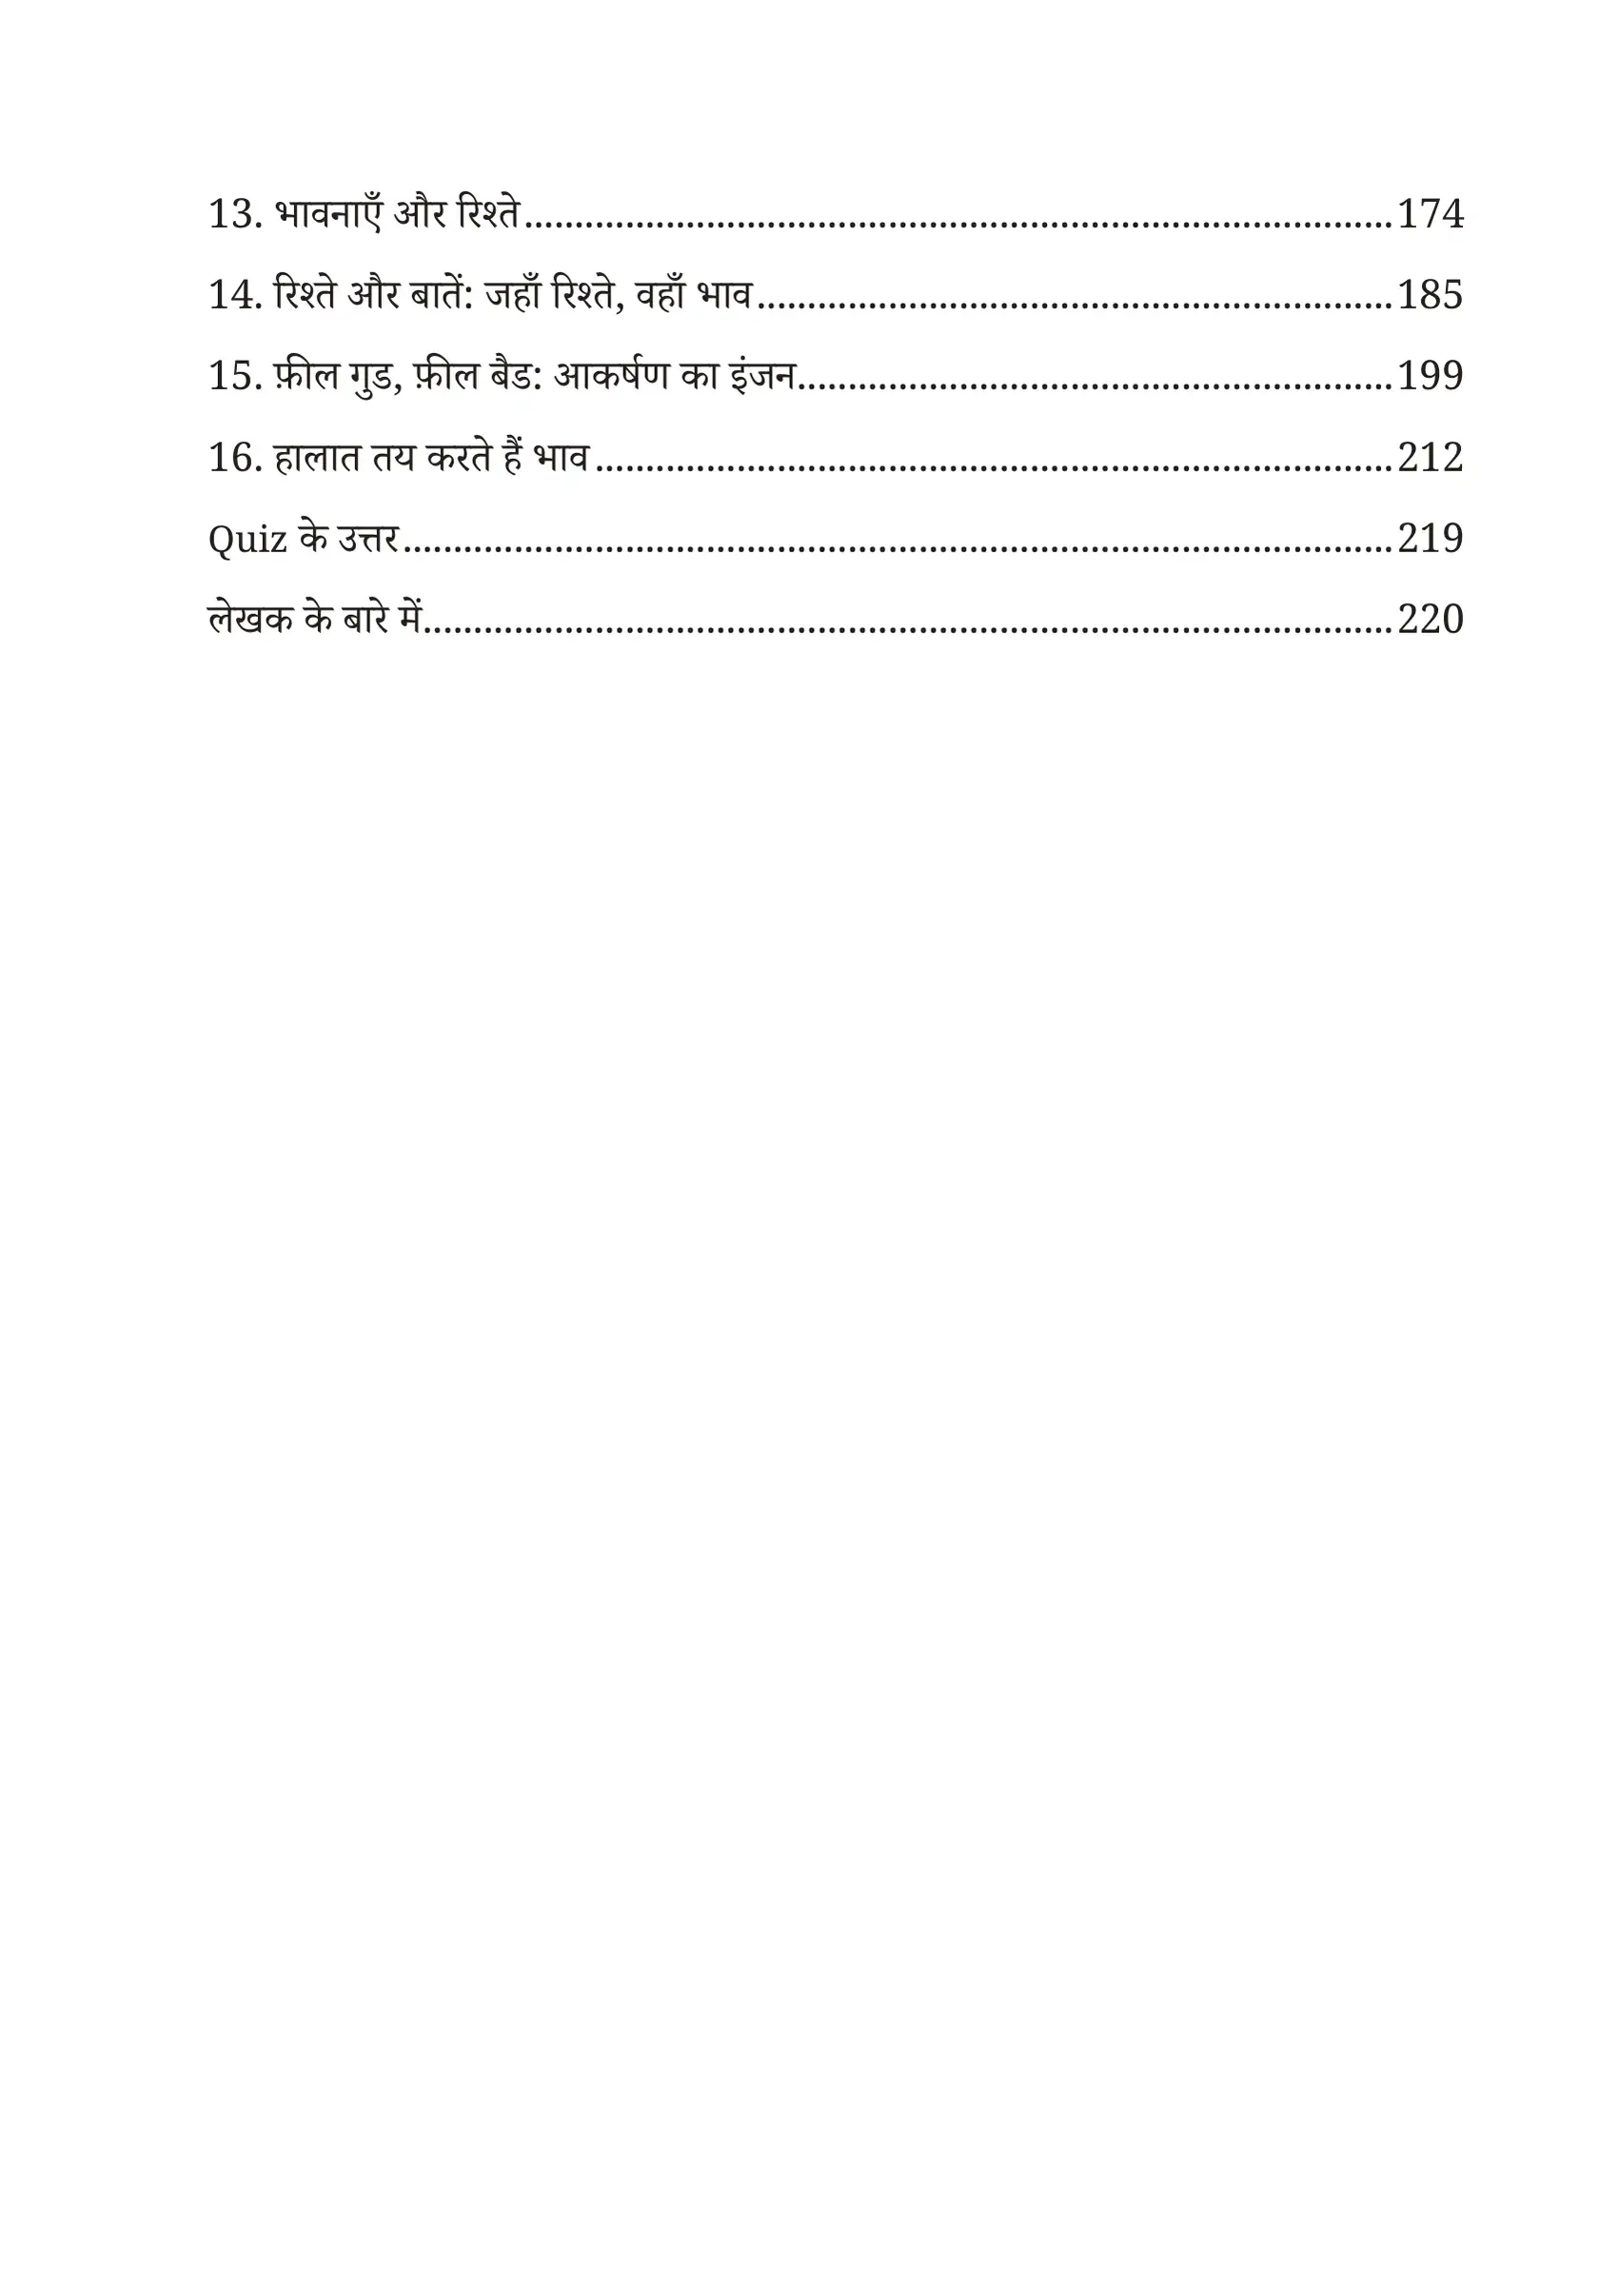 13. भावनाएँ और रिश्ते........................................................................................174
14. रिश्ते और बातें: जहाँ रिश्ते, वहाँ भाव................................................................185
15. फ़ील गुड, फ़ील बैड: आकर्षण का इंजन............................................................199
16. हालात तय करते हैं भाव................................................................................212
Quiz के उत्तर....................................................................................................219
लेखक के बारे में.................................................................................................220